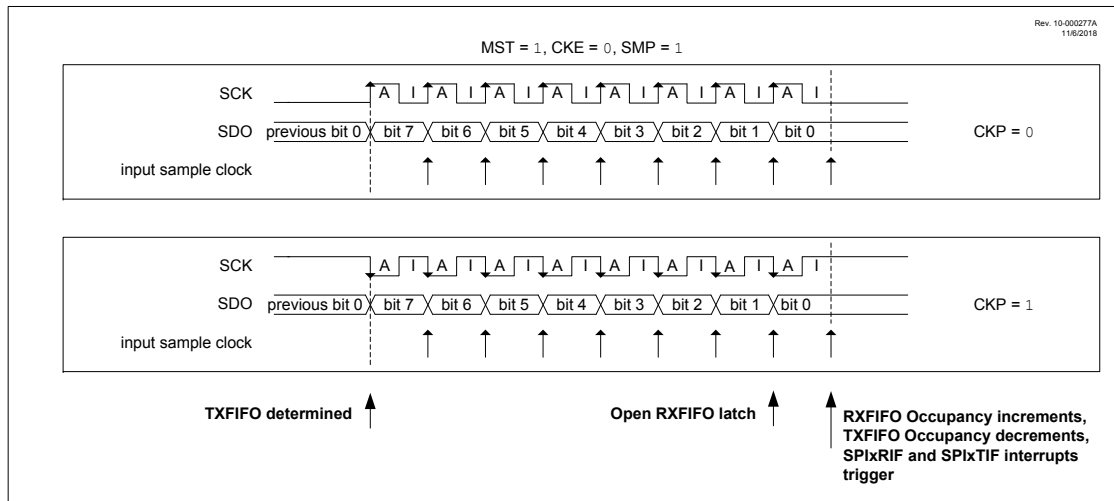 Rev. 10-000277A
11/6/2018
MST = 1, CKE = 0, SMP = 1
SCK A I A I A I A I A I A I A I A I
SDO previous bit 0 bit 7 bit 6 bit 5 bit 4 bit 3 bit 2 bit 1 bit 0 CKP = 0
input sample clock
SCK A I A I A I A I A I A I A I A I
SDO previous bit 0 bit 7 bit 6 bit 5 bit 4 bit 3 bit 2 bit 1 bit 0 CKP = 1
input sample clock
TXFIFO determined
Open RXFIFO latch
RXFIFO Occupancy increments,
TXFIFO Occupancy decrements,
SPIxRIF and SPIxTIF interrupts
trigger